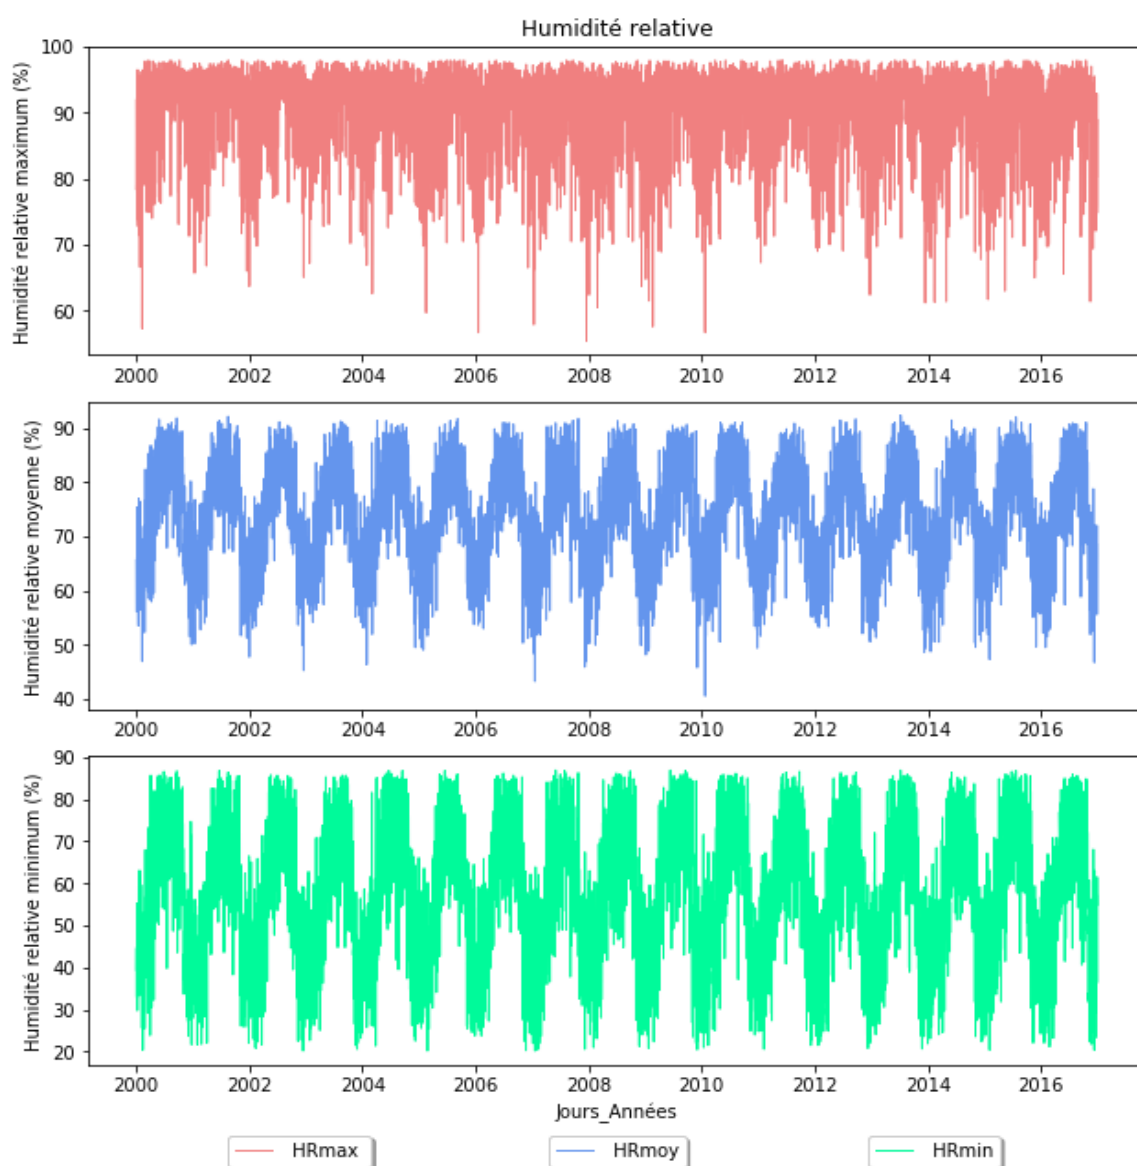 Humidité relative
Humidité relative maximum (%)
100
90
80
70
60
2000 2002 2004 2006 2008 2010 2012 2014 2016
Humidité relative moyenne (%)
90
80
70
60
50
40
2000 2002 2004 2006 2008 2010 2012 2014 2016
Humidité relative minimum (%)
90
80
70
60
50
40
30
20
2000 2002 2004 2006 2008 2010 2012 2014 2016
Jours_Années
HRmax HRmoy HRmin